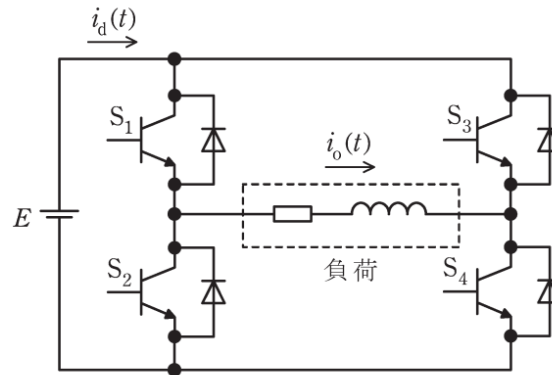 i_d(t)
S_1
S_3
i_o(t)
E
負荷
S_2
S_4